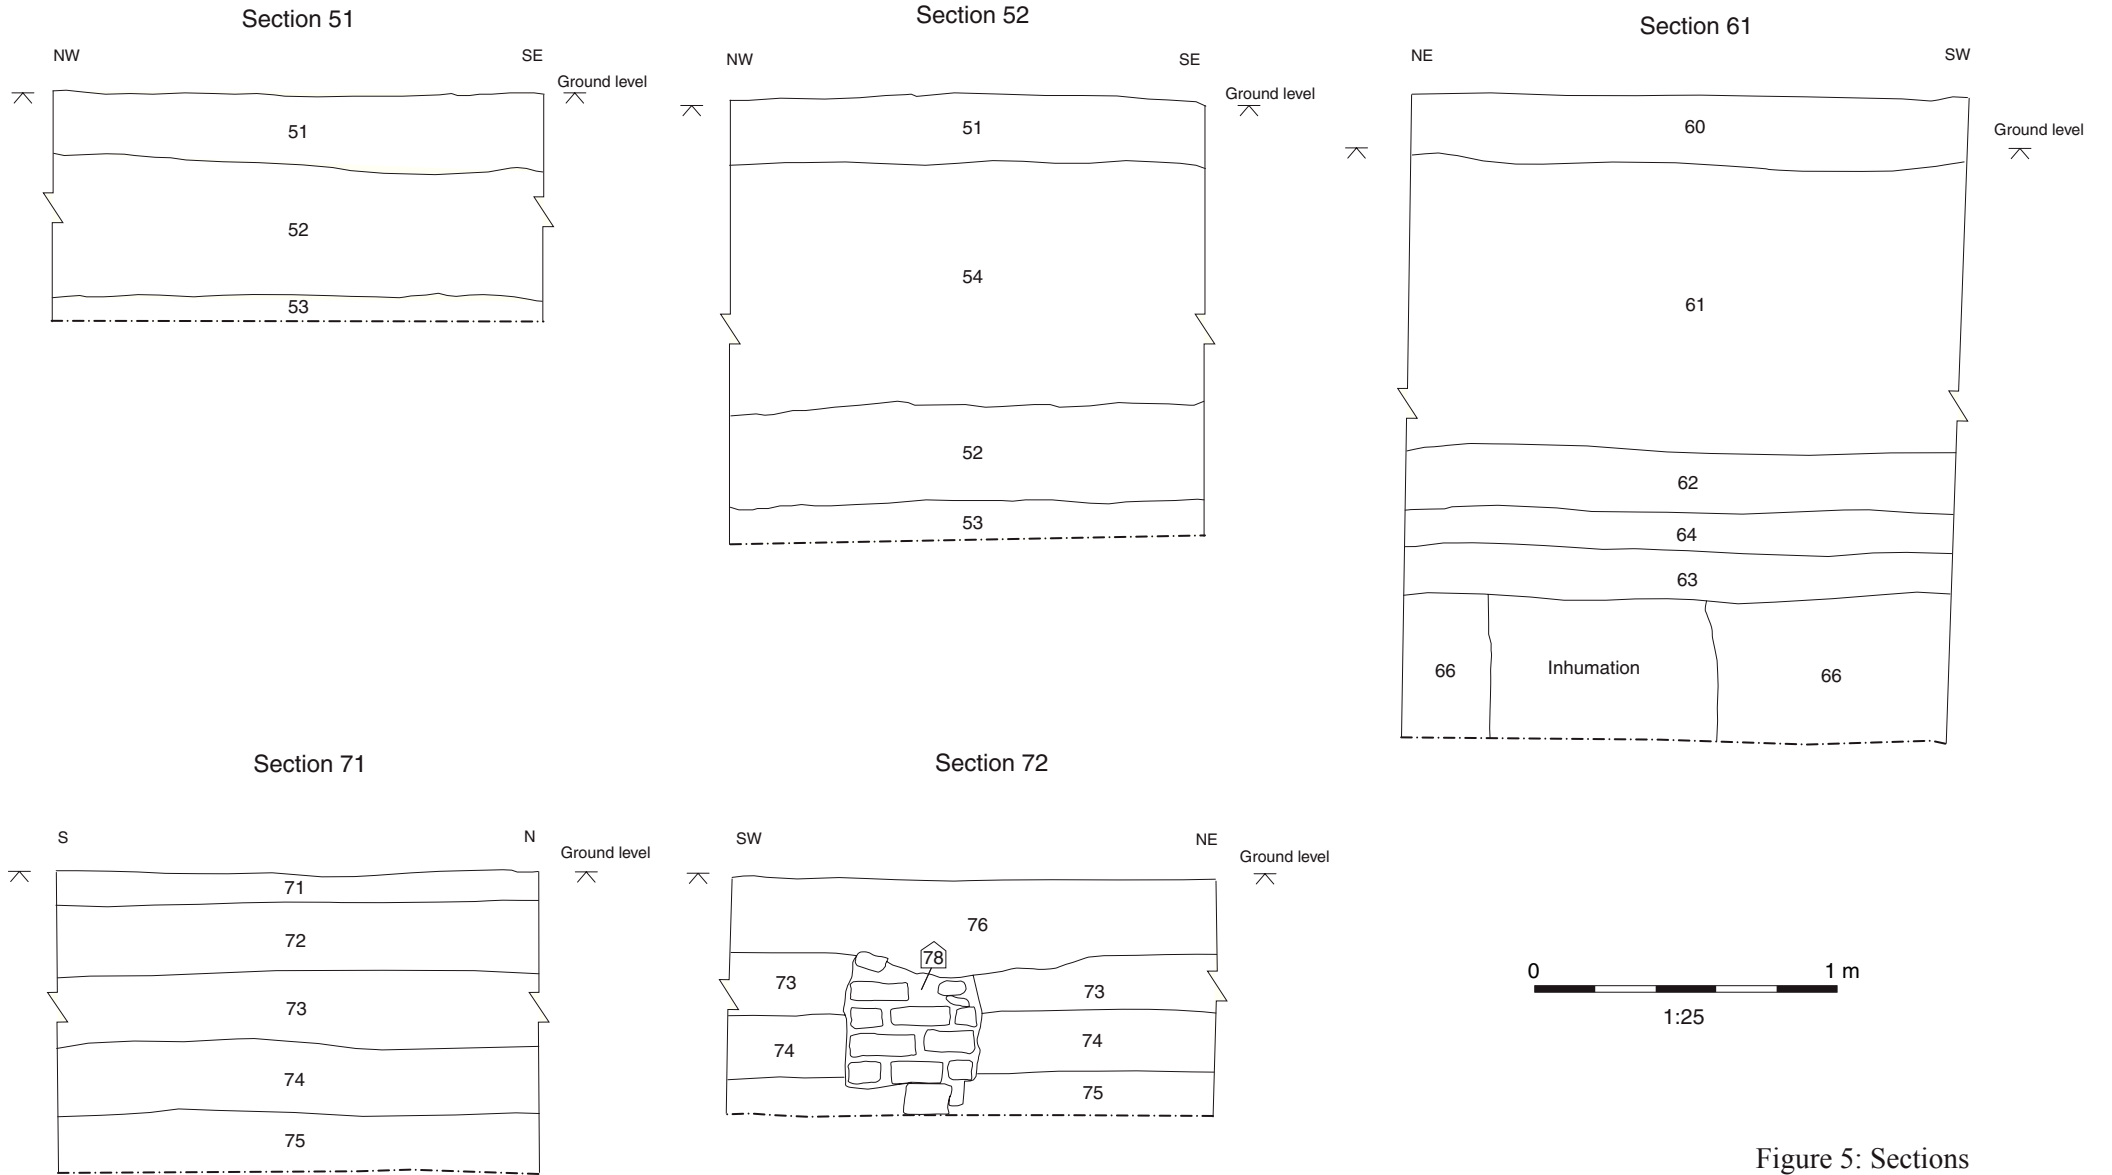 Section 51
NW SE
Ground level
51
52
53
Section 52
NW SE
Ground level
51
54
52
53
Section 61
NE SW
Ground level
60
61
62
64
63
66 Inhumation 66
Section 71
S N
Ground level
71
72
73
74
75
Section 72
SW NE
Ground level
76
78
73 73
74 74
75
0 1 m
1:25
Figure 5: Sections